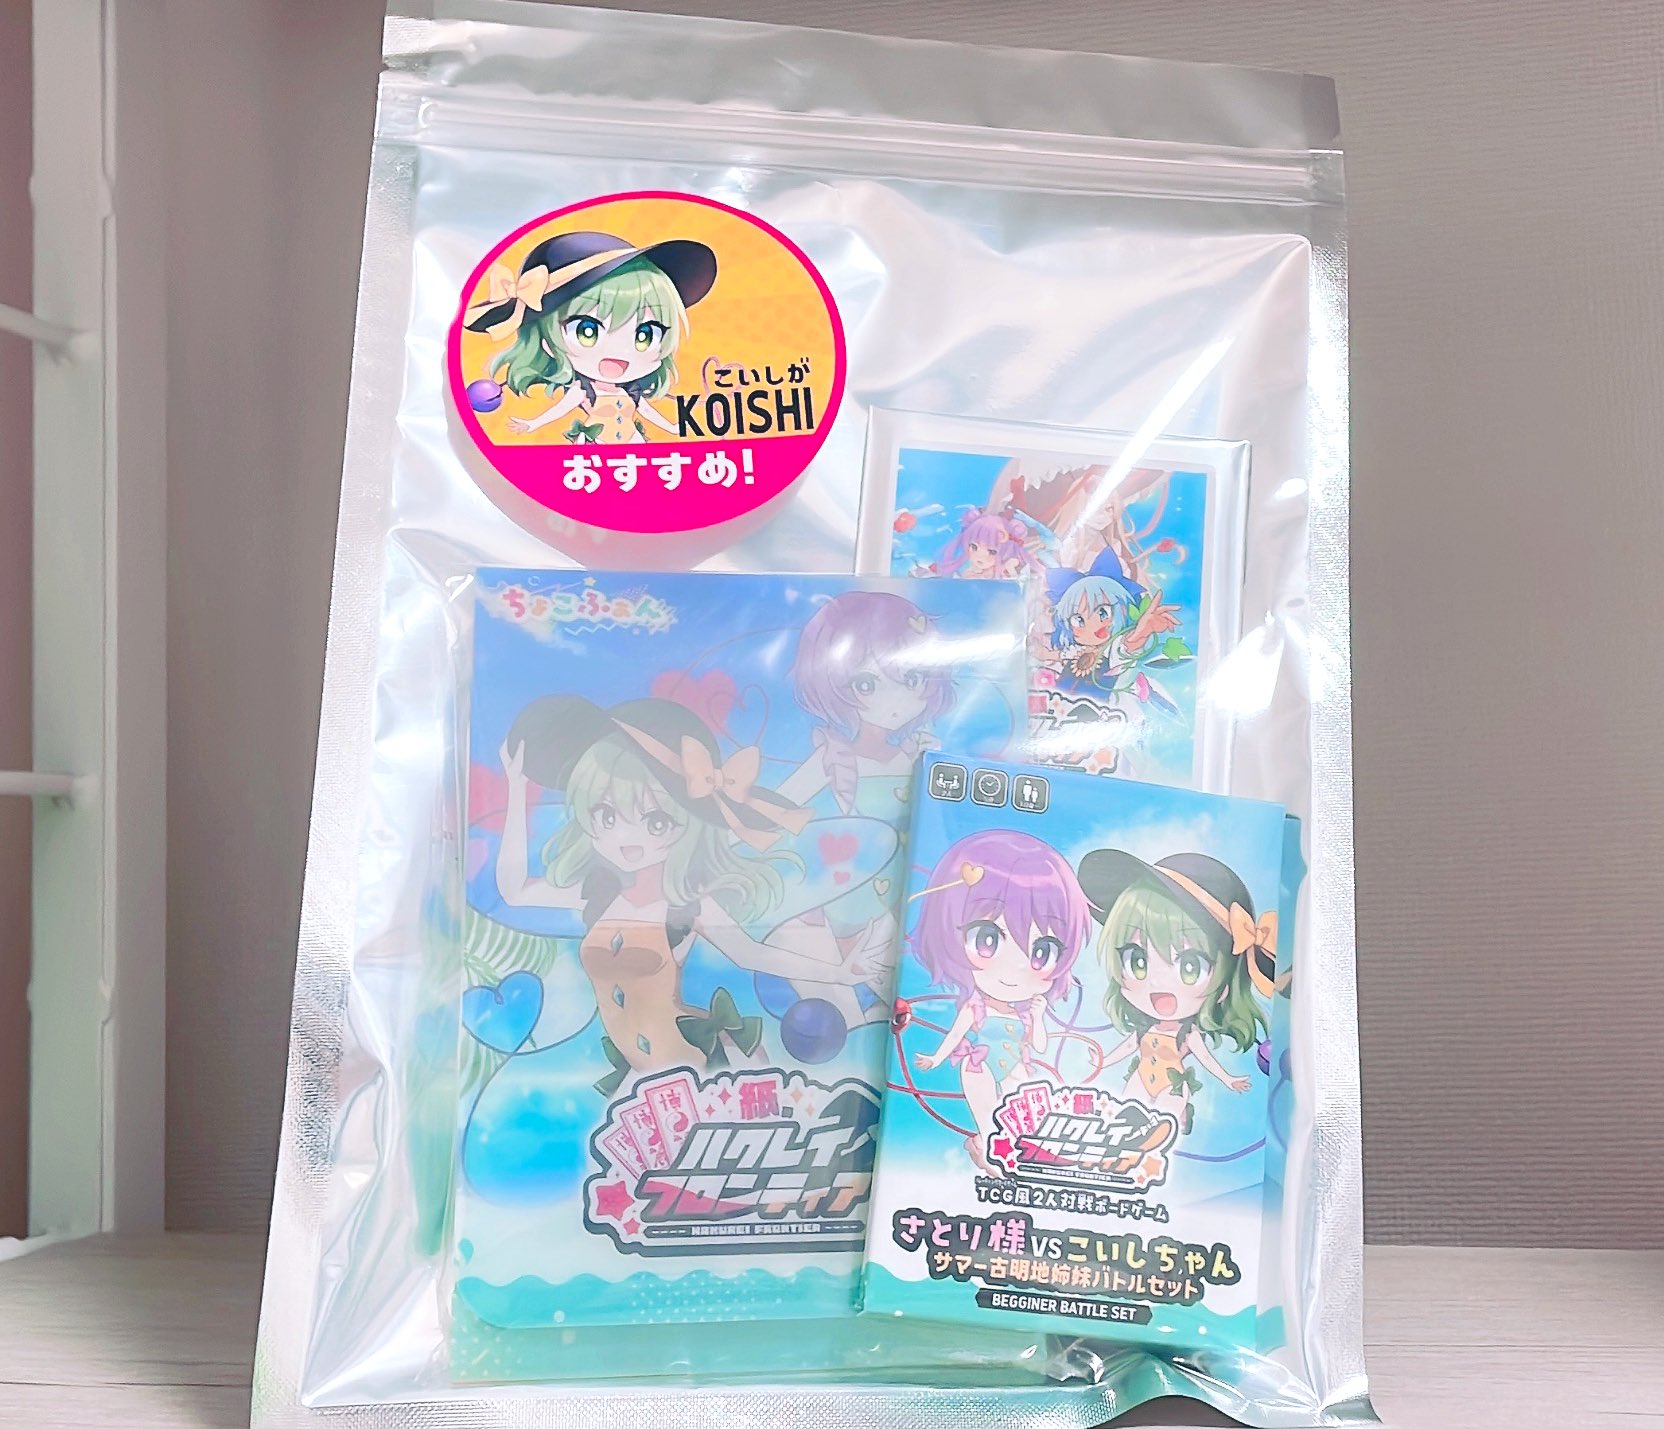 こいしが
KOISHI
おすすめ!
ちょこふぁん
紙
ハクレイ
フロンティア
HAKUREI FRONTIER
2人
紙
ハクレイ
フロンティア
HAKUREI FRONTIER
TCG風2人対戦ボードゲーム
さとり様VSこいしちゃん
サマー古明地姉妹バトルセット
BEGGINER BATTLE SET